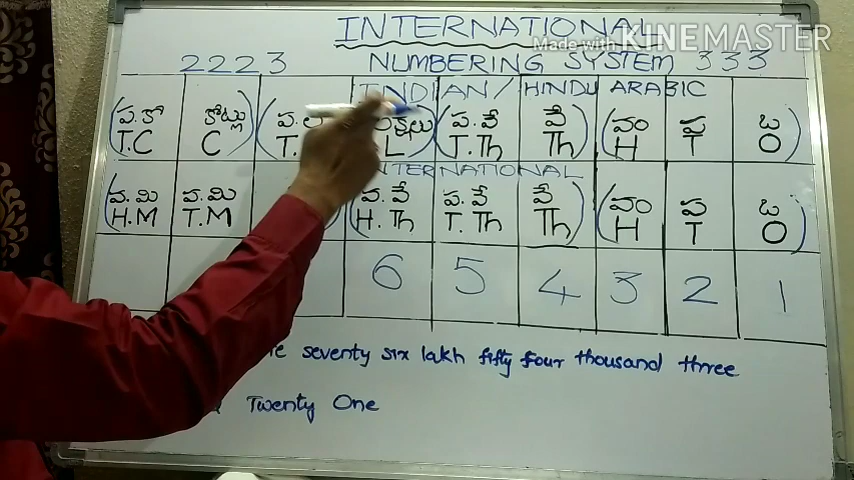 INTERNATIONAL
Made with KINEMASTER
2223 NUMBERING SYSTEM 333
INDIAN / HINDU ARABIC
(ప.కో కోట్లు) (ప.ల లక్షలు) (ప.వే వే) (వం ప ఒ)
T.C C T. L T.Th Th H T O
INTERNATIONAL
(ప.మి ప.మి ప.వే ప.వే వే) (వం ప ఒ)
H.M T.M H.Th T.Th Th H T O
6 5 4 3 2 1
seventy six lakh fifty four thousand three
Twenty One